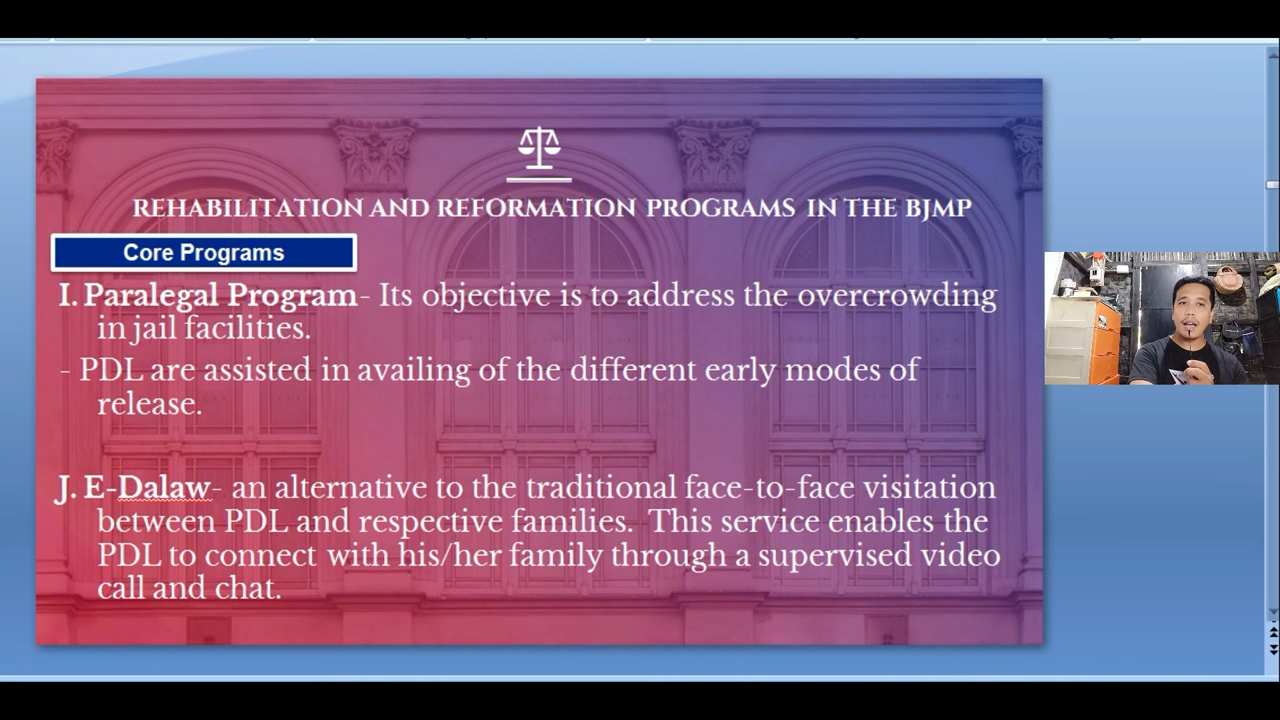 REHABILITATION AND REFORMATION PROGRAMS IN THE BJMP
Core Programs
I. Paralegal Program- Its objective is to address the overcrowding
in jail facilities.
- PDL are assisted in availing of the different early modes of
release.
J. E-Dalaw- an alternative to the traditional face-to-face visitation
between PDL and respective families. This service enables the
PDL to connect with his/her family through a supervised video
call and chat.